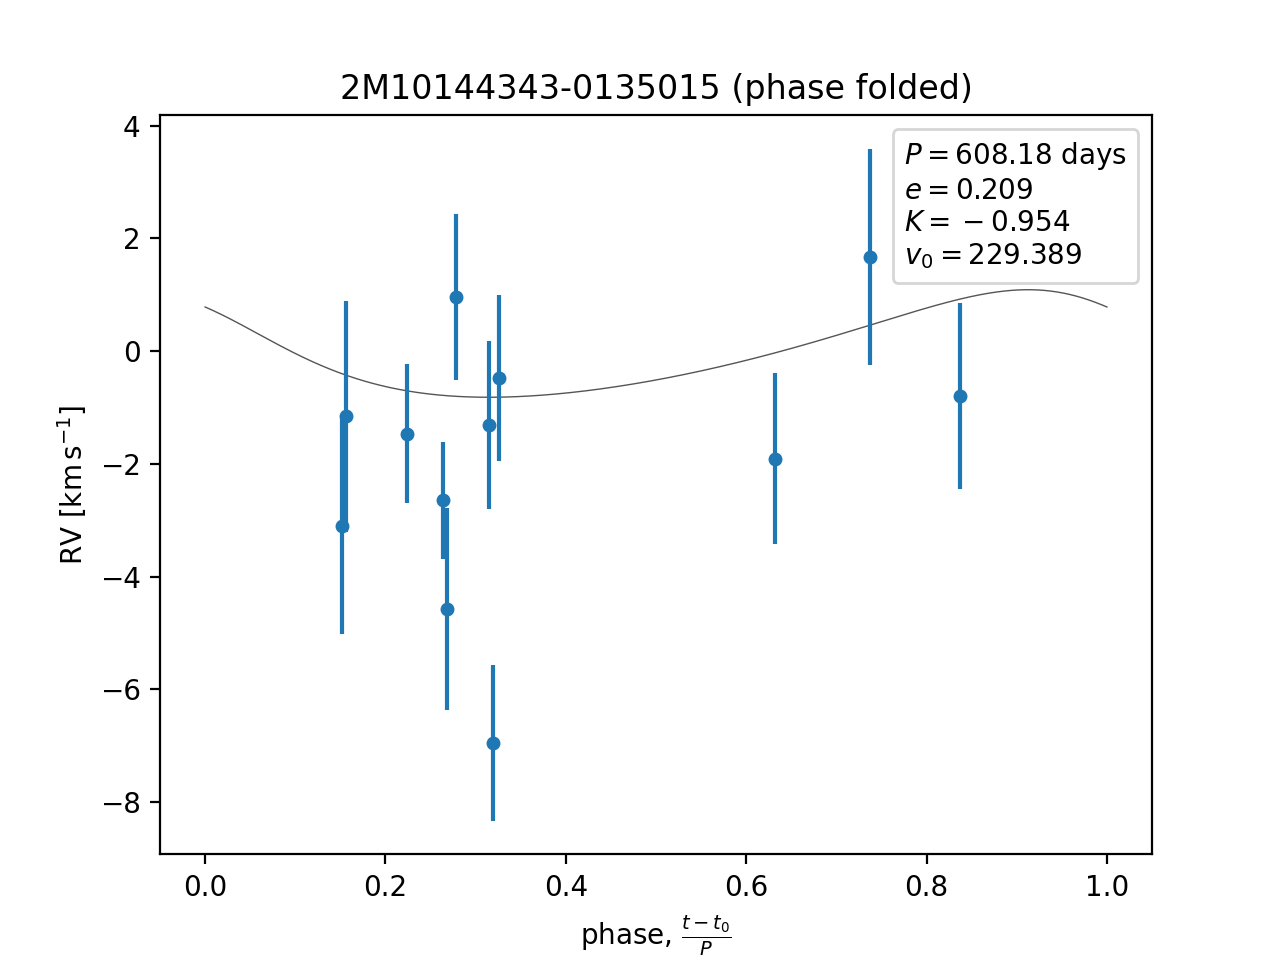 2M10144343-0135015 (phase folded)
P = 608.18 days
e = 0.209
K = −0.954
v₀ = 229.389
4
2
0
−2
−4
−6
−8
RV [km s⁻¹]
0.0 0.2 0.4 0.6 0.8 1.0
phase, (t − t₀)/P